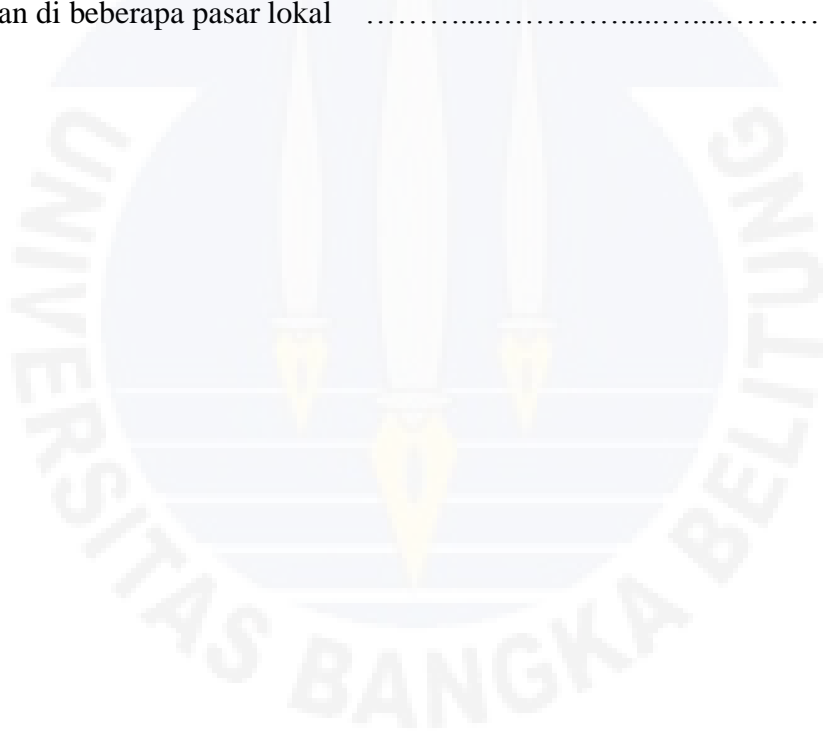 an di beberapa pasar lokal ………....………….....…....………
UNIVERSITAS BANGKA BELITUNG